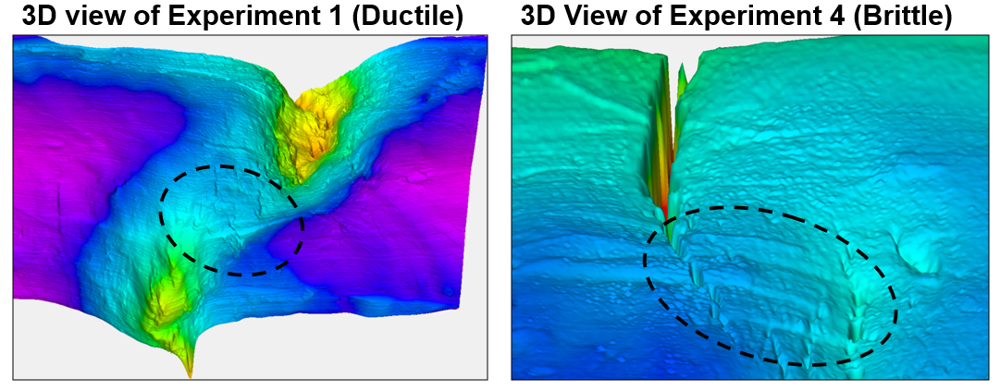 3D view of Experiment 1 (Ductile)
3D View of Experiment 4 (Brittle)